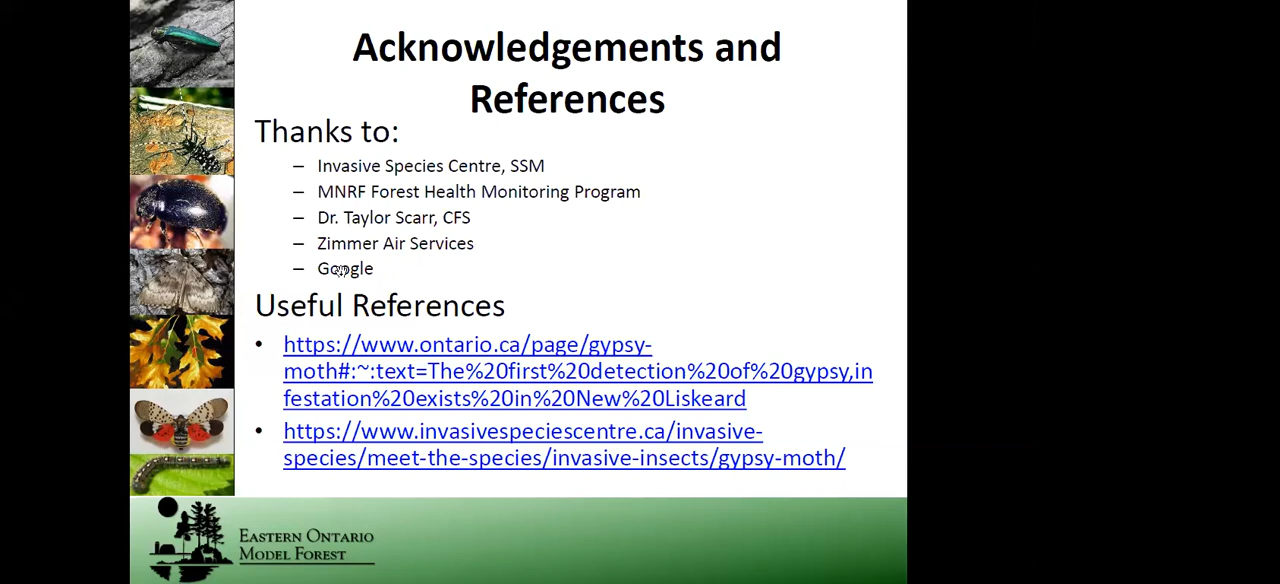 Acknowledgements and
References
Thanks to:
– Invasive Species Centre, SSM
– MNRF Forest Health Monitoring Program
– Dr. Taylor Scarr, CFS
– Zimmer Air Services
– Google
Useful References
• https://www.ontario.ca/page/gypsy-
moth#:~:text=The%20first%20detection%20of%20gypsy,in
festation%20exists%20in%20New%20Liskeard
• https://www.invasivespeciescentre.ca/invasive-
species/meet-the-species/invasive-insects/gypsy-moth/
EASTERN ONTARIO
MODEL FOREST